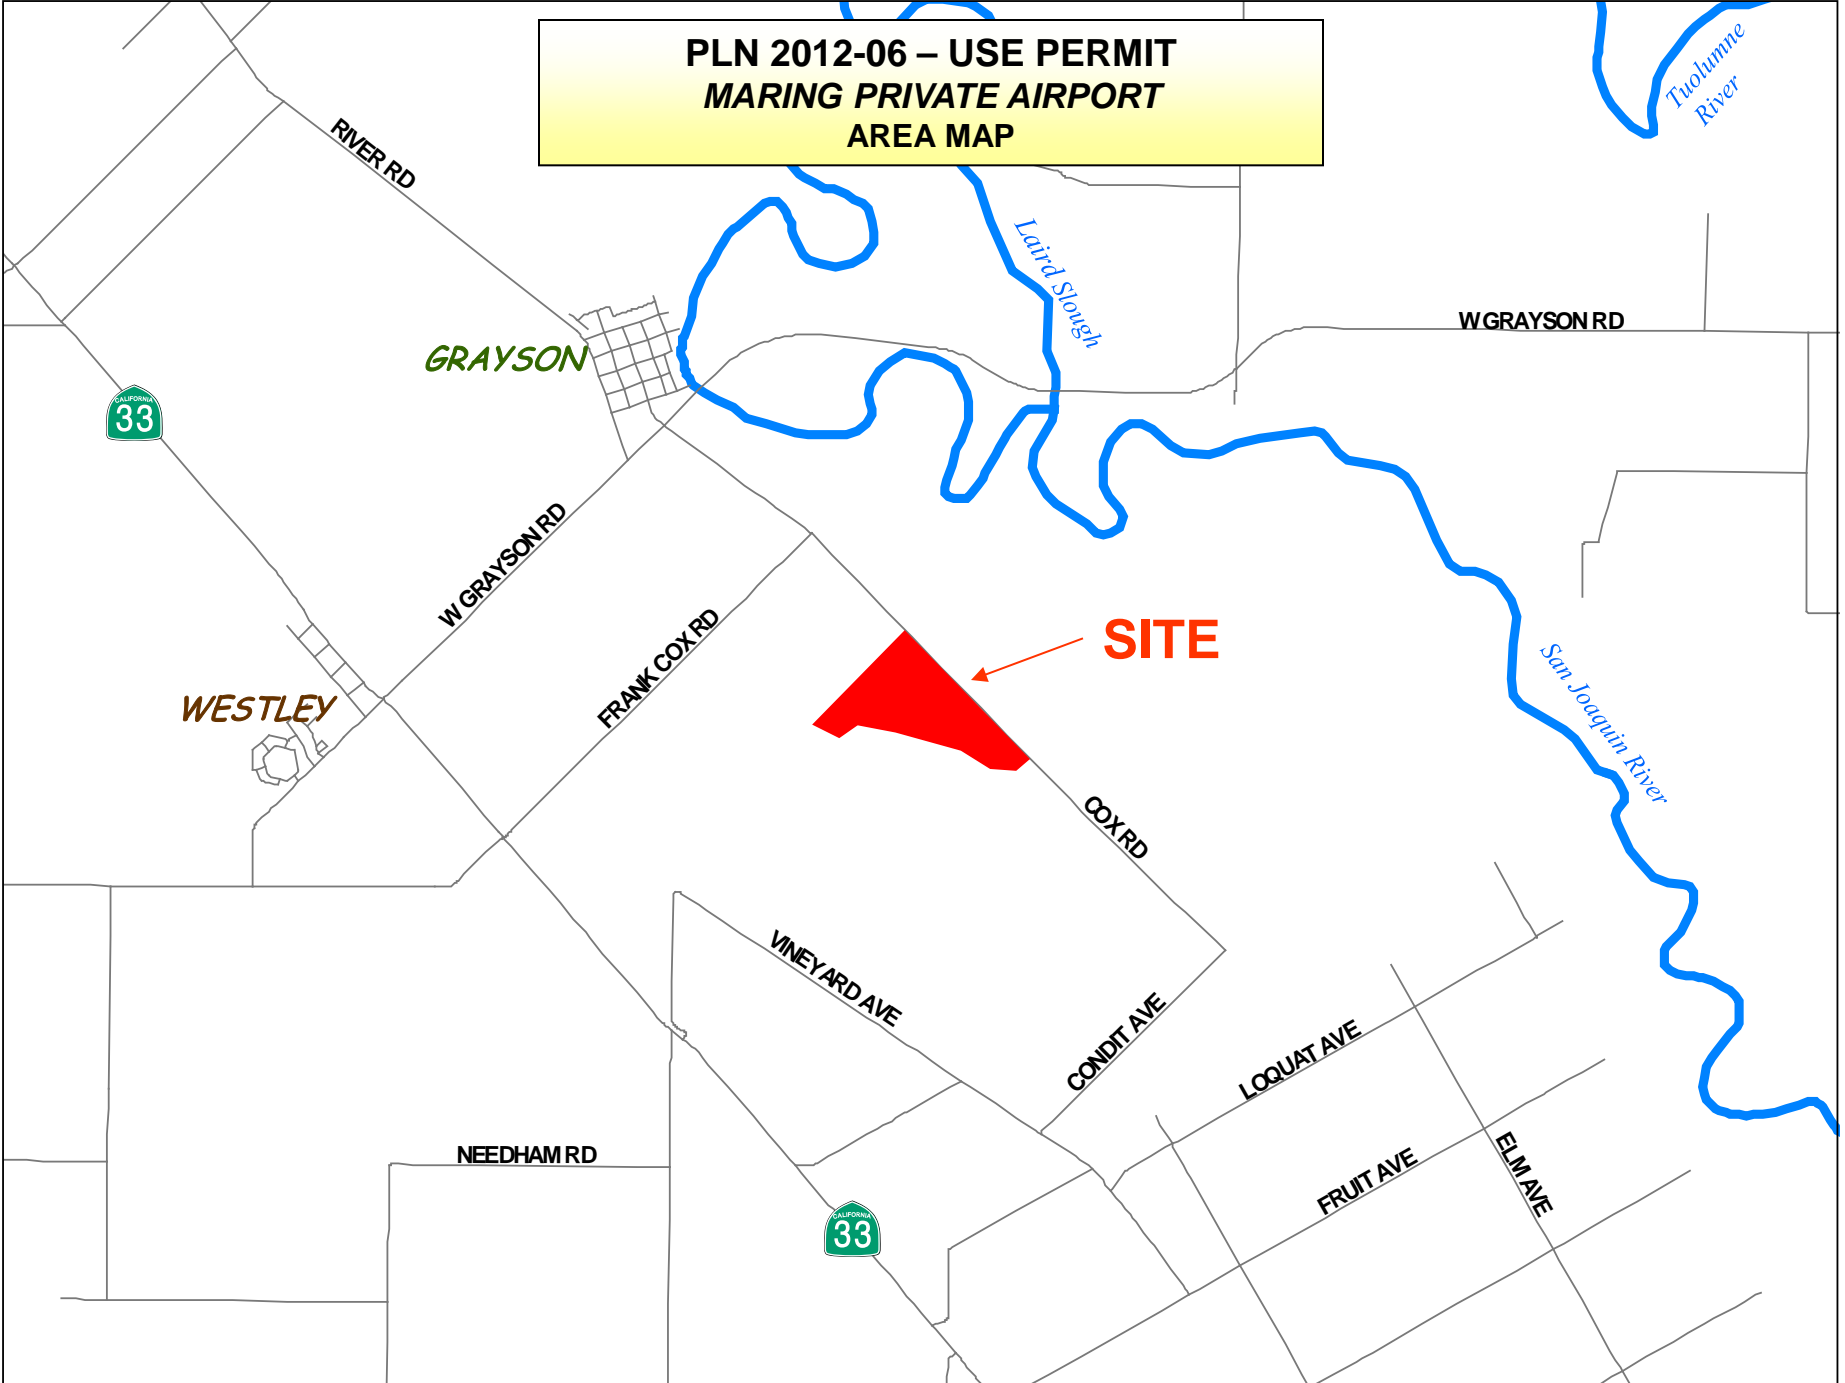 PLN 2012-06 – USE PERMIT
MARING PRIVATE AIRPORT
AREA MAP
Tuolumne
River
RIVER RD
Laird Slough
W GRAYSON RD
GRAYSON
CALIFORNIA
33
W GRAYSON RD
FRANK COX RD
SITE
San Joaquin River
WESTLEY
COX RD
VINEYARD AVE
CONDIT AVE
LOQUAT AVE
NEEDHAM RD
FRUIT AVE
ELM AVE
CALIFORNIA
33